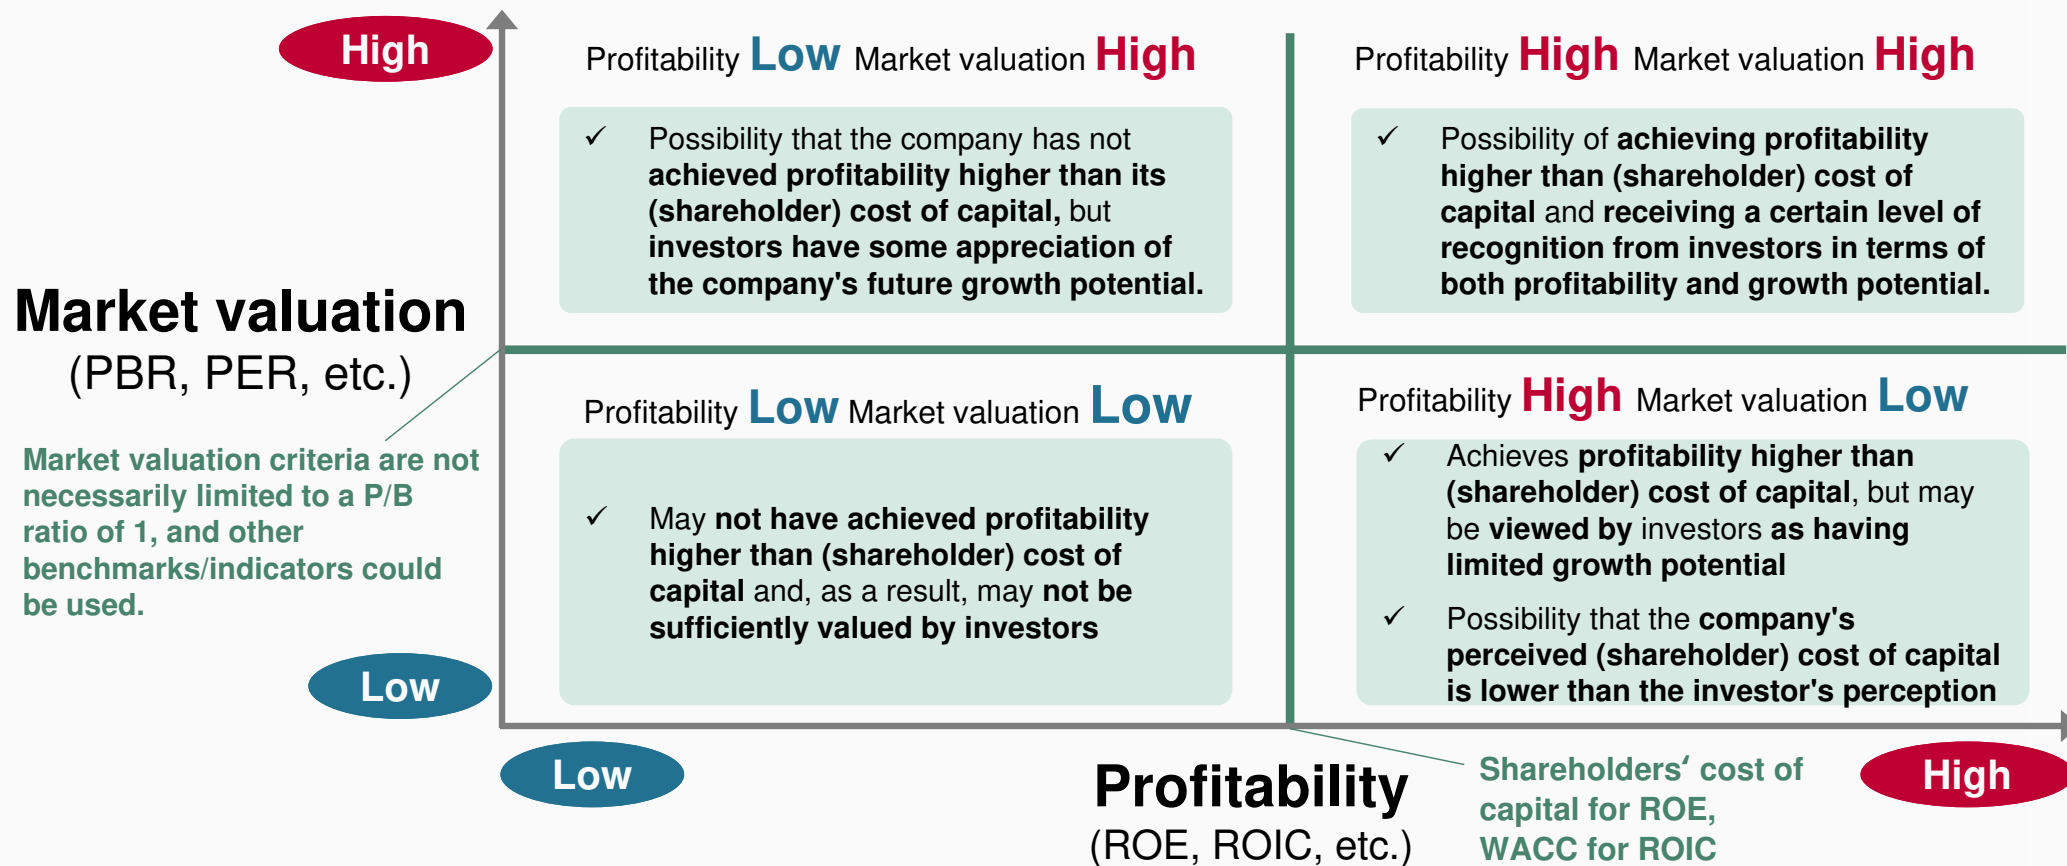 High
Profitability Low Market valuation High
✓ Possibility that the company has not
achieved profitability higher than its
(shareholder) cost of capital, but
investors have some appreciation of
the company's future growth potential.
Profitability High Market valuation High
✓ Possibility of achieving profitability
higher than (shareholder) cost of
capital and receiving a certain level of
recognition from investors in terms of
both profitability and growth potential.
Market valuation
(PBR, PER, etc.)
Market valuation criteria are not
necessarily limited to a P/B
ratio of 1, and other
benchmarks/indicators could
be used.
Low
Profitability Low Market valuation Low
✓ May not have achieved profitability
higher than (shareholder) cost of
capital and, as a result, may not be
sufficiently valued by investors
Profitability High Market valuation Low
✓ Achieves profitability higher than
(shareholder) cost of capital, but may
be viewed by investors as having
limited growth potential
✓ Possibility that the company's
perceived (shareholder) cost of capital
is lower than the investor's perception
Low
Profitability
(ROE, ROIC, etc.)
Shareholders‘ cost of
capital for ROE,
WACC for ROIC
High